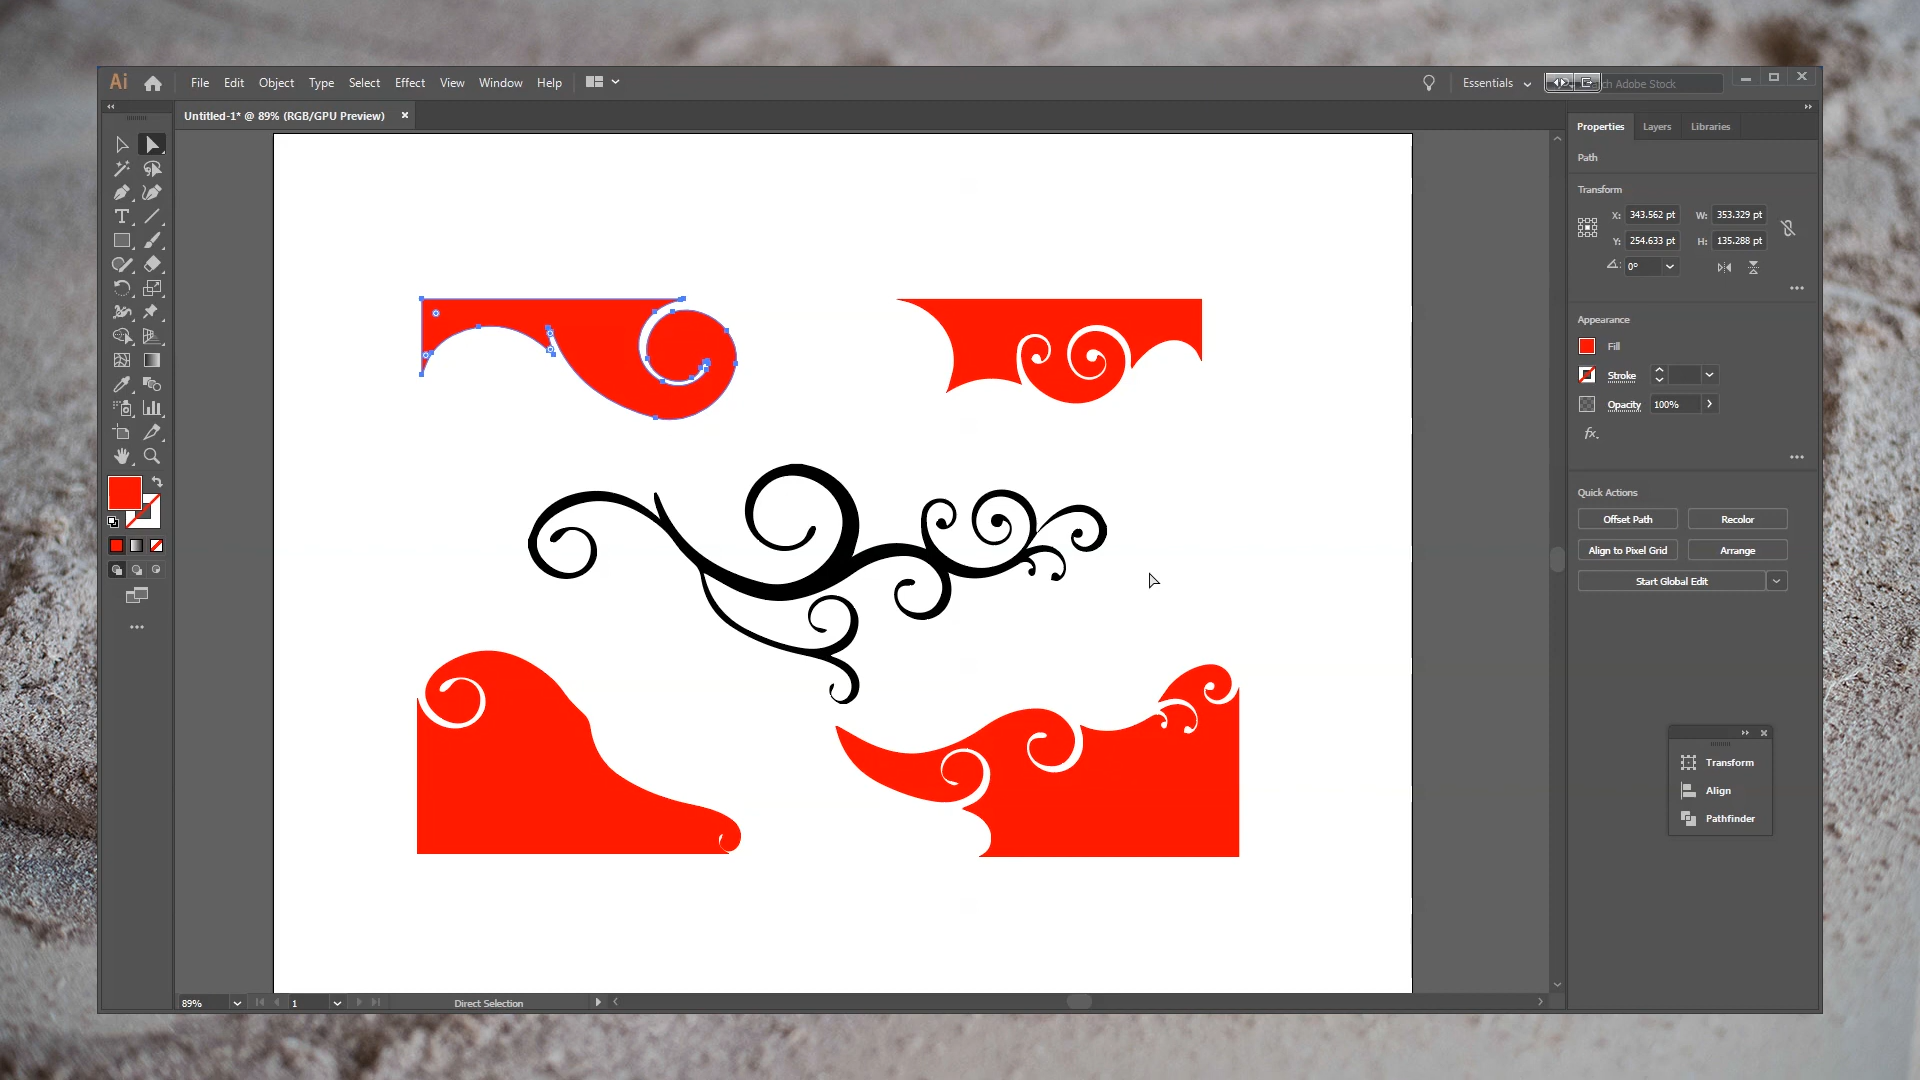 Ai File Edit Object Type Select Effect View Window Help Essentials ch Adobe Stock
Untitled-1* @ 89% (RGB/GPU Preview) ×
Properties Layers Libraries
Path
Transform
X: 343.562 pt W: 353.329 pt
Y: 254.633 pt H: 135.288 pt
0°
Appearance
Fill
Stroke
Opacity 100%
fx.
Quick Actions
Offset Path Recolor
Align to Pixel Grid Arrange
Start Global Edit
Transform
Align
Pathfinder
89% 1 Direct Selection